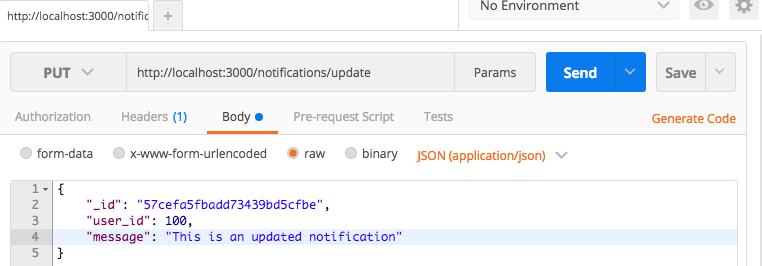 No Environment
http://localhost:3000/notific
+
PUT http://localhost:3000/notifications/update Params Send Save
Authorization Headers (1) Body Pre-request Script Tests Generate Code
form-data x-www-form-urlencoded raw binary JSON (application/json)
1 {
2 "_id": "57cefa5fbadd73439bd5cfbe",
3 "user_id": 100,
4 "message": "This is an updated notification"
5 }